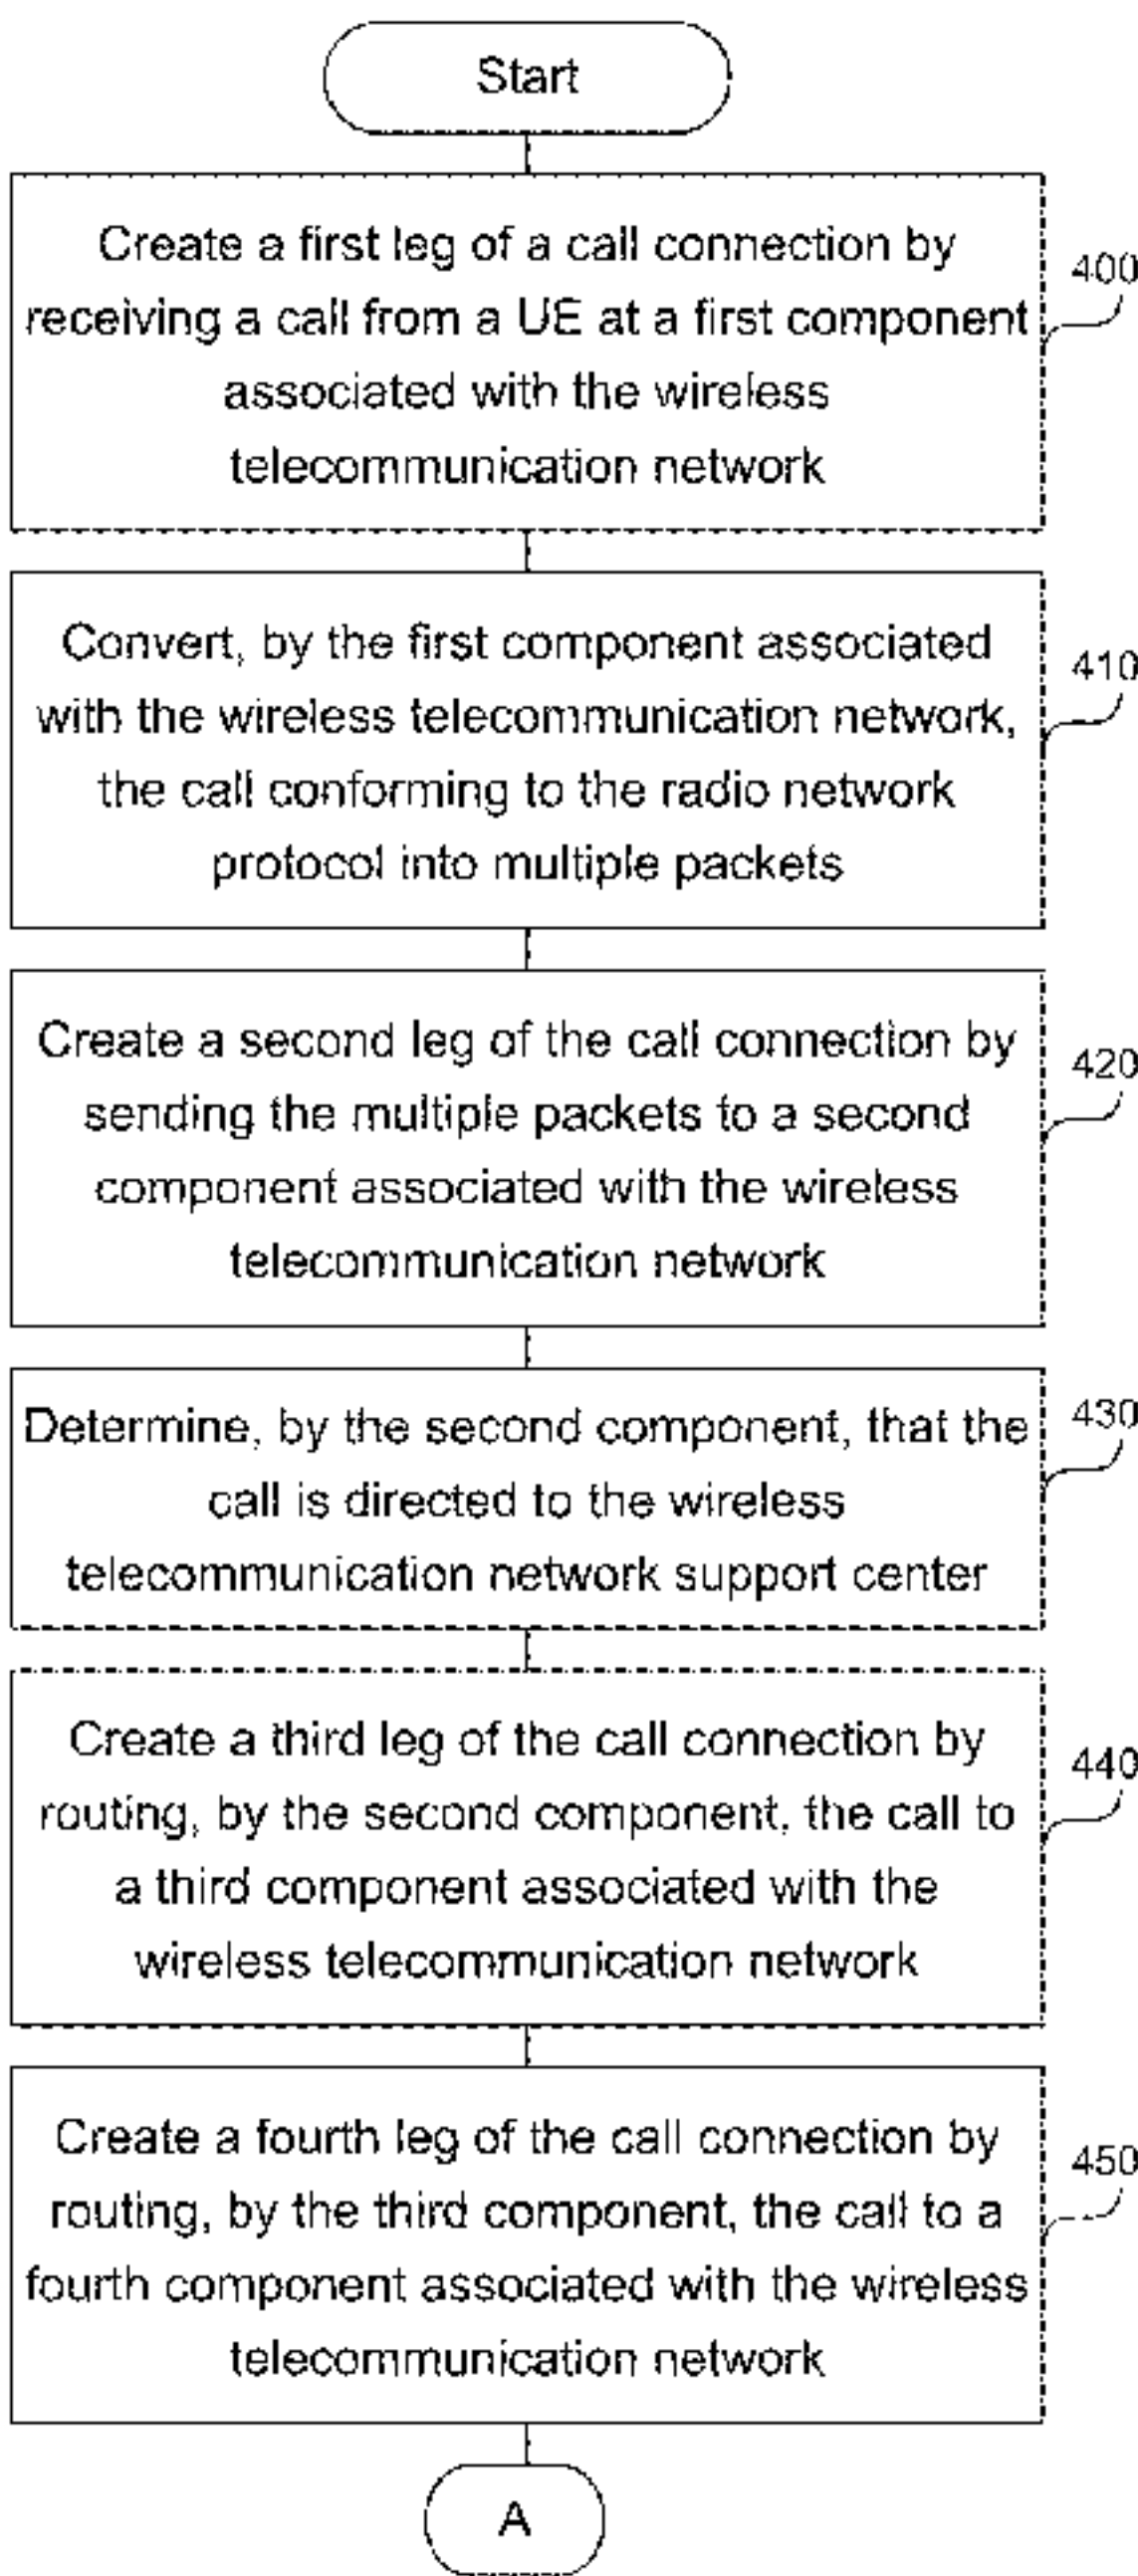 Start
Create a first leg of a call connection by
receiving a call from a UE at a first component
associated with the wireless
telecommunication network
400
Convert, by the first component associated
with the wireless telecommunication network,
the call conforming to the radio network
protocol into multiple packets
410
Create a second leg of the call connection by
sending the multiple packets to a second
component associated with the wireless
telecommunication network
420
Determine, by the second component, that the
call is directed to the wireless
telecommunication network support center
430
Create a third leg of the call connection by
routing, by the second component, the call to
a third component associated with the
wireless telecommunication network
440
Create a fourth leg of the call connection by
routing, by the third component, the call to a
fourth component associated with the wireless
telecommunication network
450
A